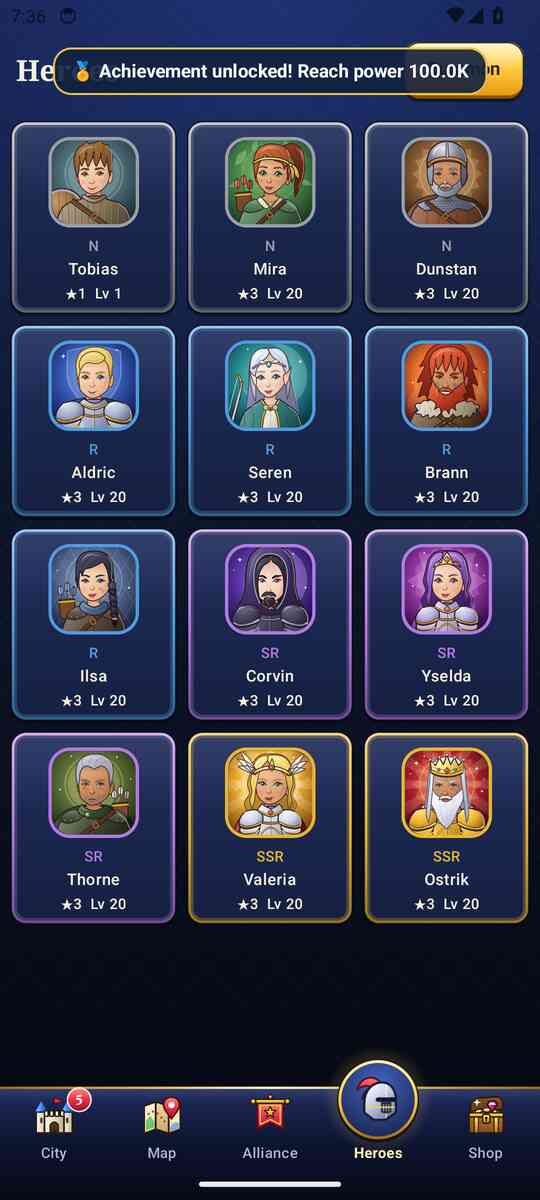 7:36
Heroes
🏅 Achievement unlocked! Reach power 100.0K
N
Tobias
★1 Lv 1
N
Mira
★3 Lv 20
N
Dunstan
★3 Lv 20
R
Aldric
★3 Lv 20
R
Seren
★3 Lv 20
R
Brann
★3 Lv 20
R
Ilsa
★3 Lv 20
SR
Corvin
★3 Lv 20
SR
Yselda
★3 Lv 20
SR
Thorne
★3 Lv 20
SSR
Valeria
★3 Lv 20
SSR
Ostrik
★3 Lv 20
5
City
Map
Alliance
Heroes
Shop